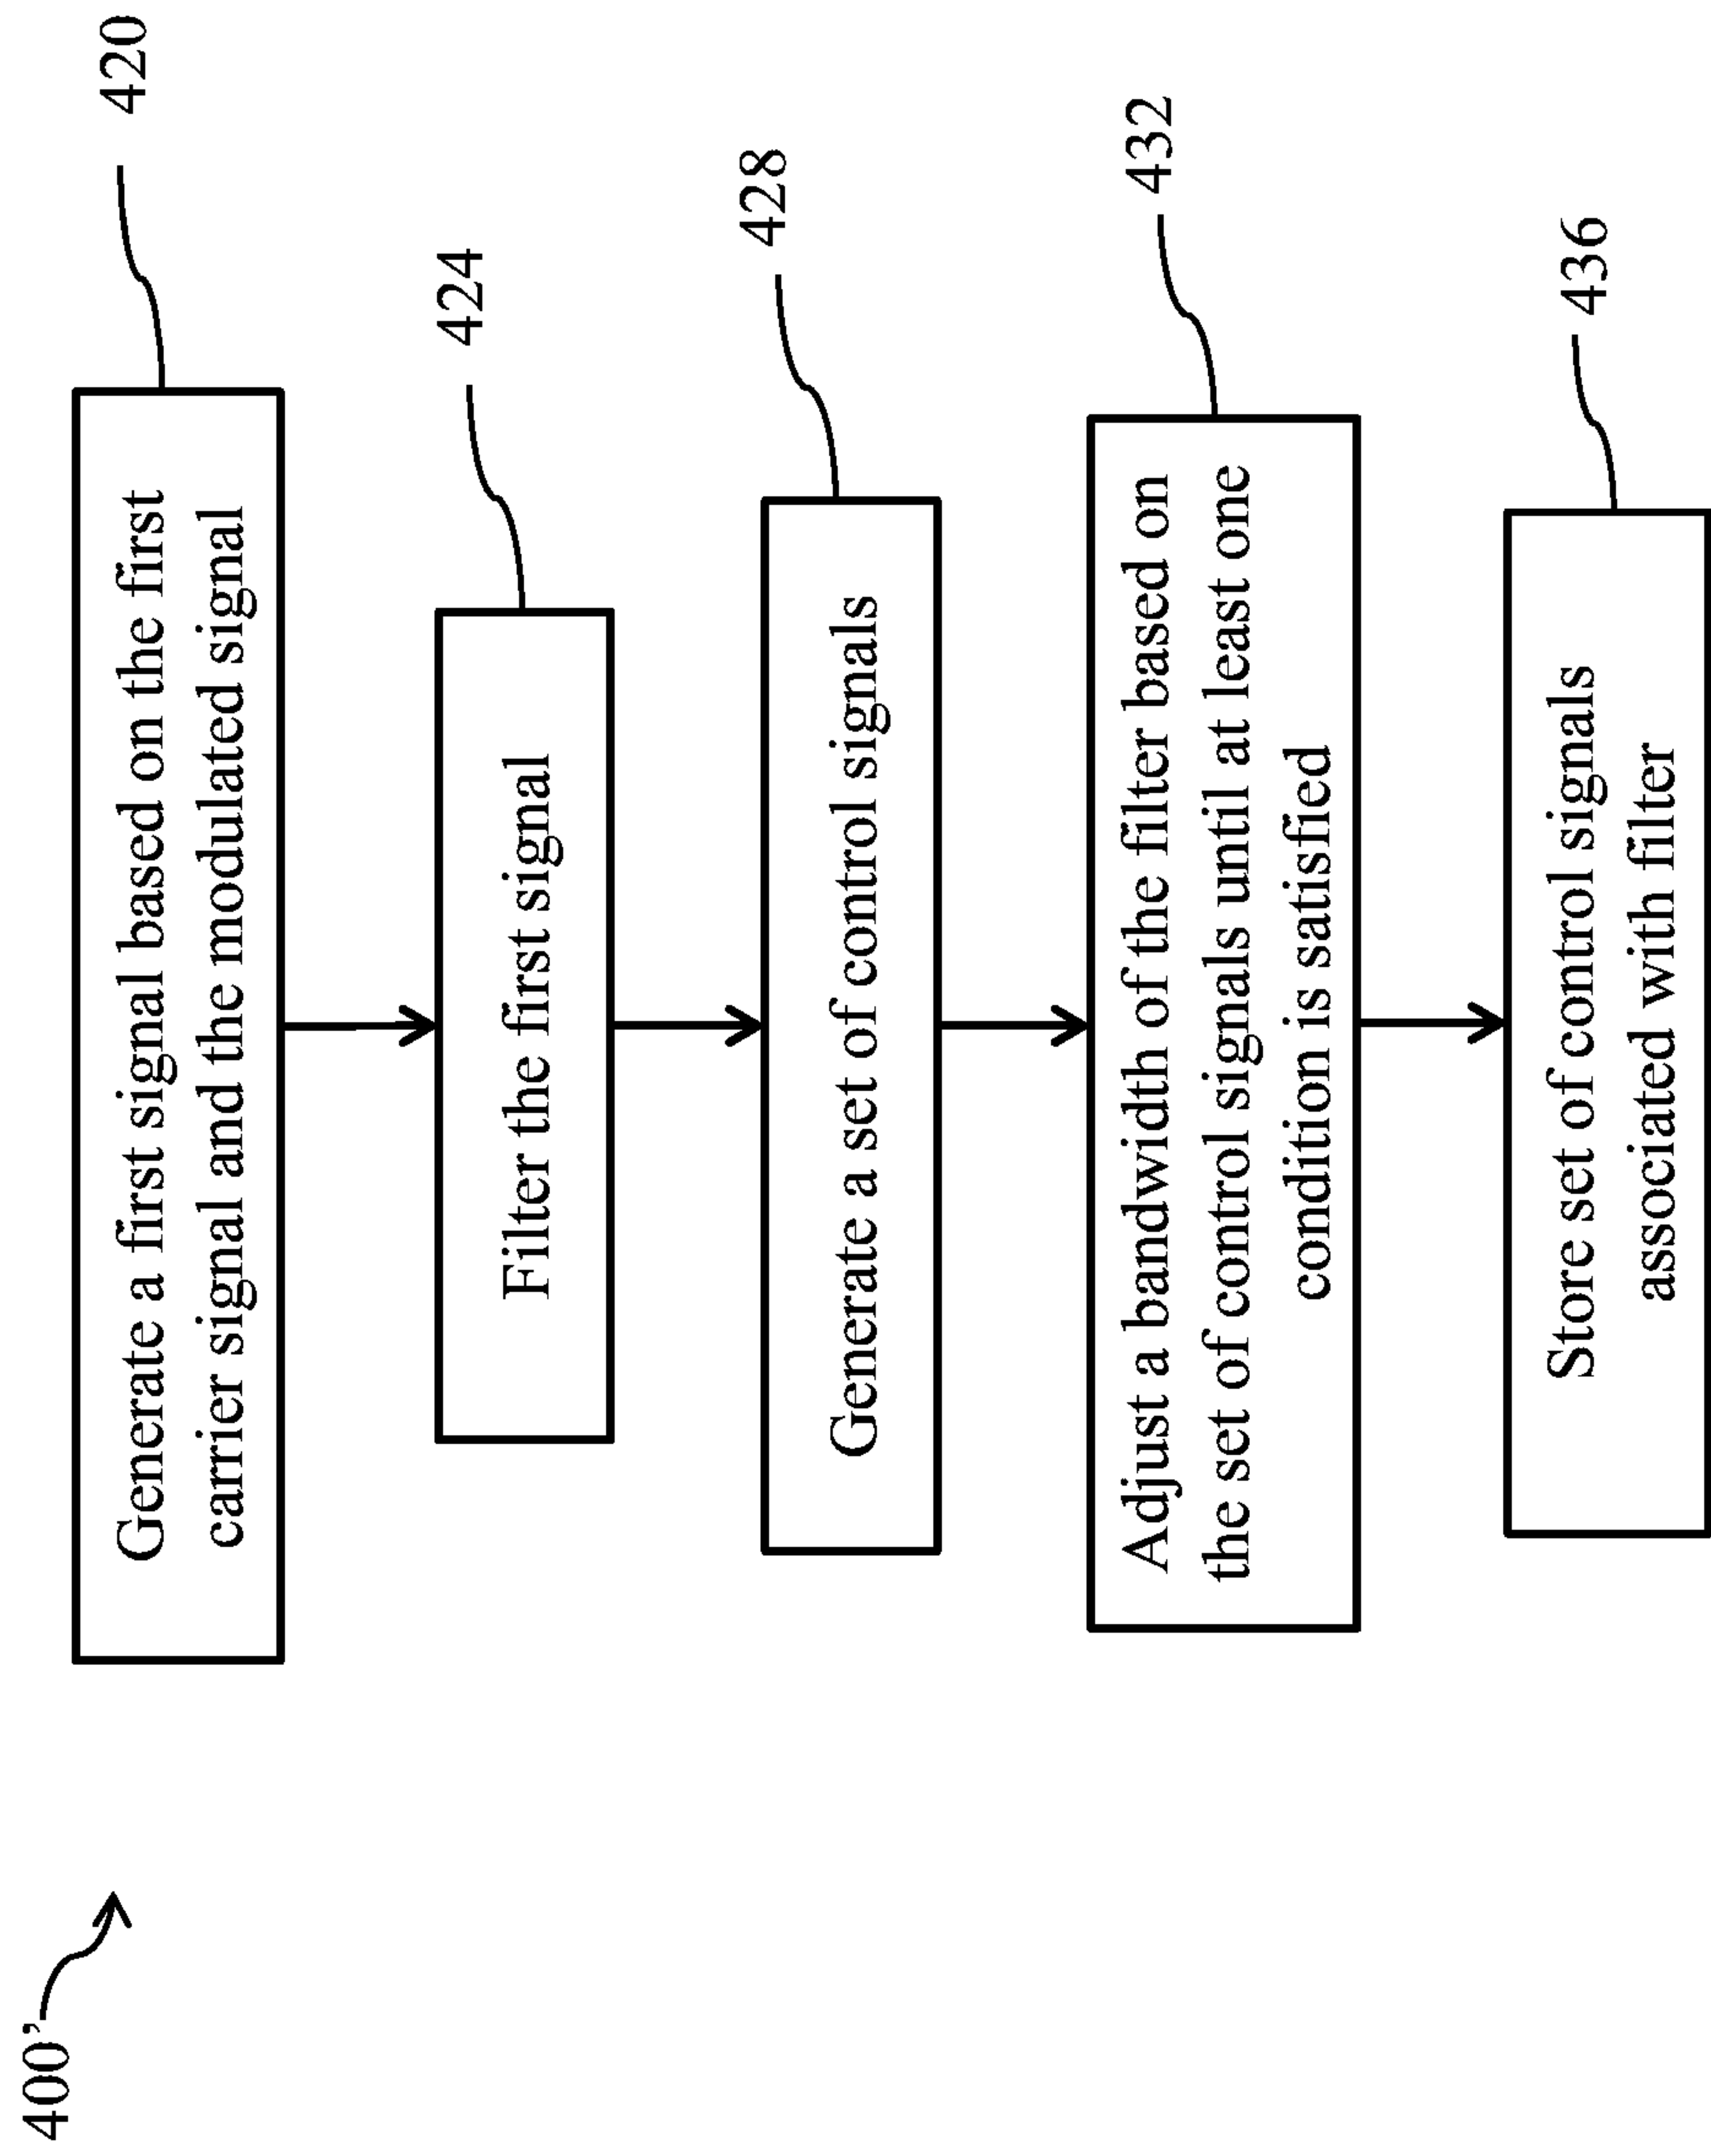 400’
Generate a first signal based on the first
carrier signal and the modulated signal
420
Filter the first signal
424
Generate a set of control signals
428
Adjust a bandwidth of the filter based on
the set of control signals until at least one
condition is satisfied
432
Store set of control signals
associated with filter
436